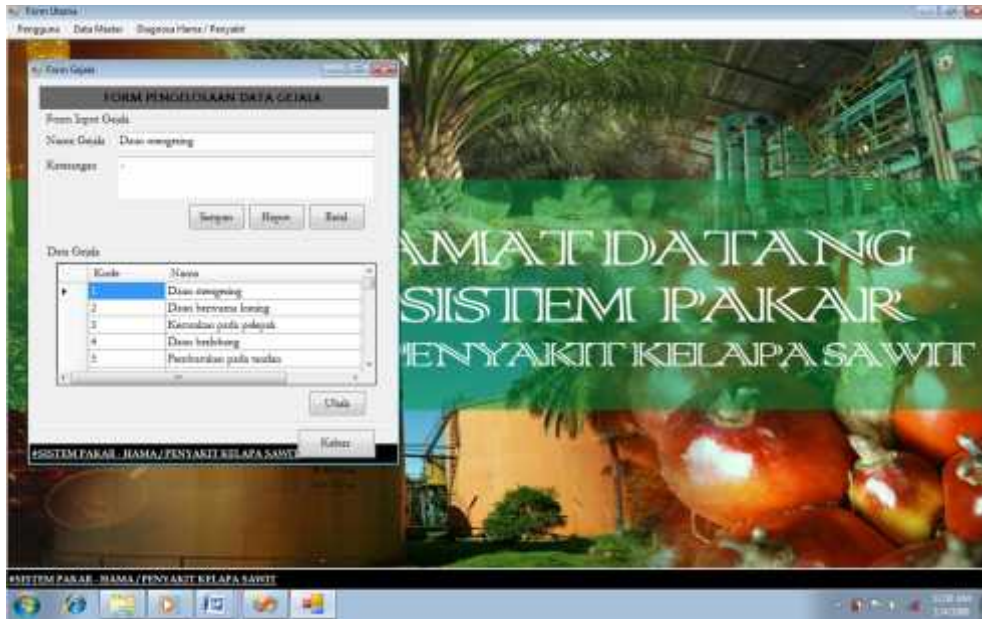 Form Utama
Pengguna Data Master Diagnosa Hama / Penyakit
Form Gejala
FORM PENGELOLAAN DATA GEJALA
Form Input Gejala
Nama Gejala Daun mengering
Keterangan -
Simpan Hapus Batal
Data Gejala
Kode Nama
1 Daun mengering
2 Daun berwarna kuning
3 Kerusakan pada pelepah
4 Daun berlubang
5 Pembusukan pada tandan
Ubah
Keluar
#SISTEM PAKAR - HAMA / PENYAKIT KELAPA SAWIT
AMAT DATANG
SISTEM PAKAR
PENYAKIT KELAPA SAWIT
#SISTEM PAKAR - HAMA / PENYAKIT KELAPA SAWIT